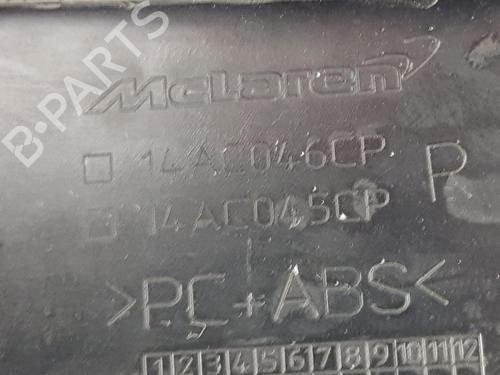 B-PARTS
McLaren
14AC046CP
14AC045CP
P
>PC+ABS<
1 2 3 4 5 6 7 8 9 10 11 12